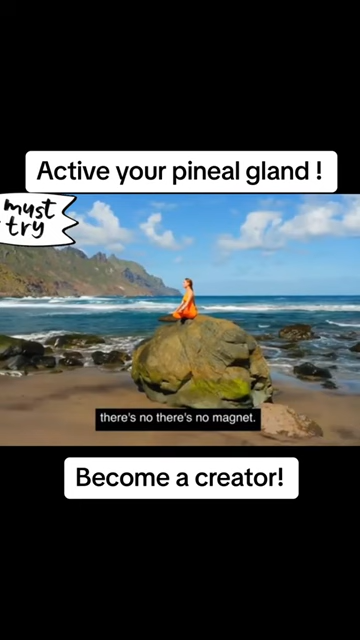 Active your pineal gland !
must
try
there's no there's no magnet.
Become a creator!